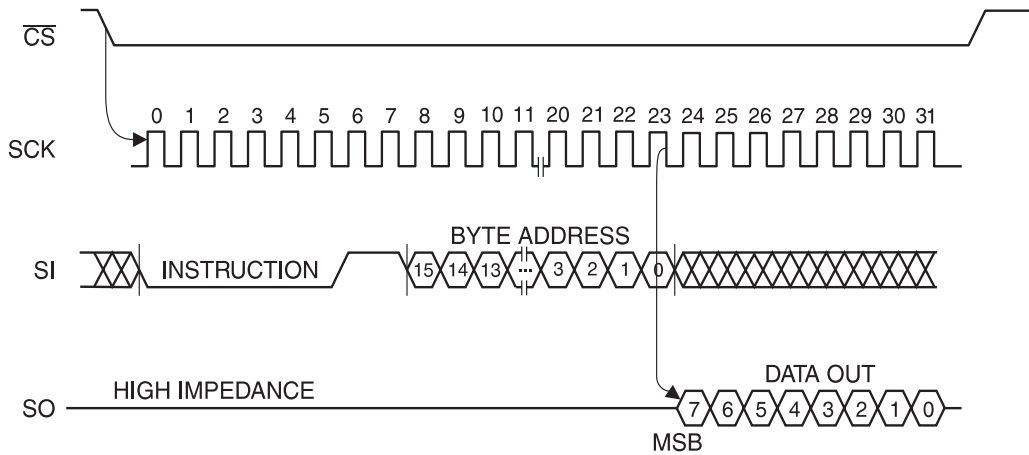 CS
0 1 2 3 4 5 6 7 8 9 10 11 20 21 22 23 24 25 26 27 28 29 30 31
SCK
BYTE ADDRESS
SI INSTRUCTION 15 14 13 ... 3 2 1 0
HIGH IMPEDANCE DATA OUT
SO 7 6 5 4 3 2 1 0
MSB